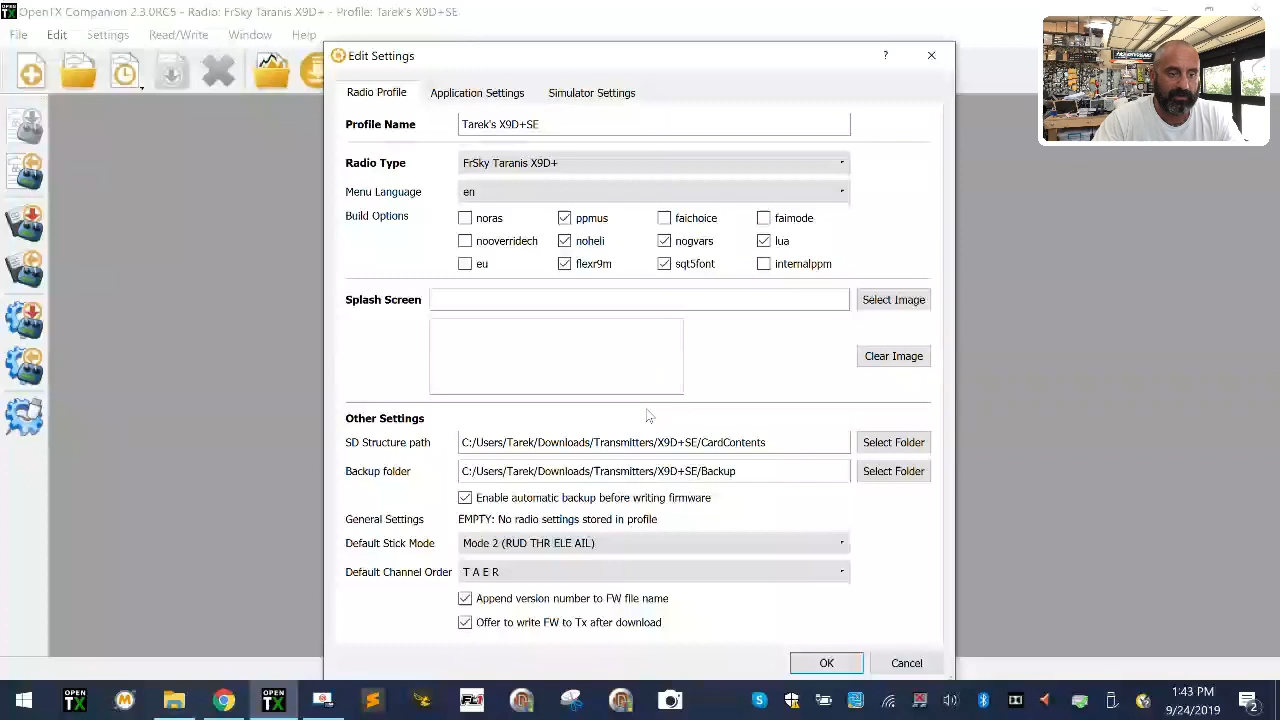 OpenTX Companion 2.3.0RC5 - Radio: FrSky Taranis X9D+ - Profile: Tarek's X9D+SE
File Edit Settings Read/Write Window Help
Edit Settings
Radio Profile Application Settings Simulator Settings
Profile Name Tarek's X9D+SE
Radio Type FrSky Taranis X9D+
Menu Language en
Build Options noras ppmus faichoice faimode
nooverridech noheli nogvars lua
eu flexr9m sqt5font internalppm
Splash Screen Select Image
Clear Image
Other Settings
SD Structure path C:/Users/Tarek/Downloads/Transmitters/X9D+SE/CardContents Select Folder
Backup folder C:/Users/Tarek/Downloads/Transmitters/X9D+SE/Backup Select Folder
Enable automatic backup before writing firmware
General Settings EMPTY: No radio settings stored in profile
Default Stick Mode Mode 2 (RUD THR ELE AIL)
Default Channel Order T A E R
Append version number to FW file name
Offer to write FW to Tx after download
OK Cancel
OPEN TX
OPEN TX
1:43 PM
9/24/2019
2